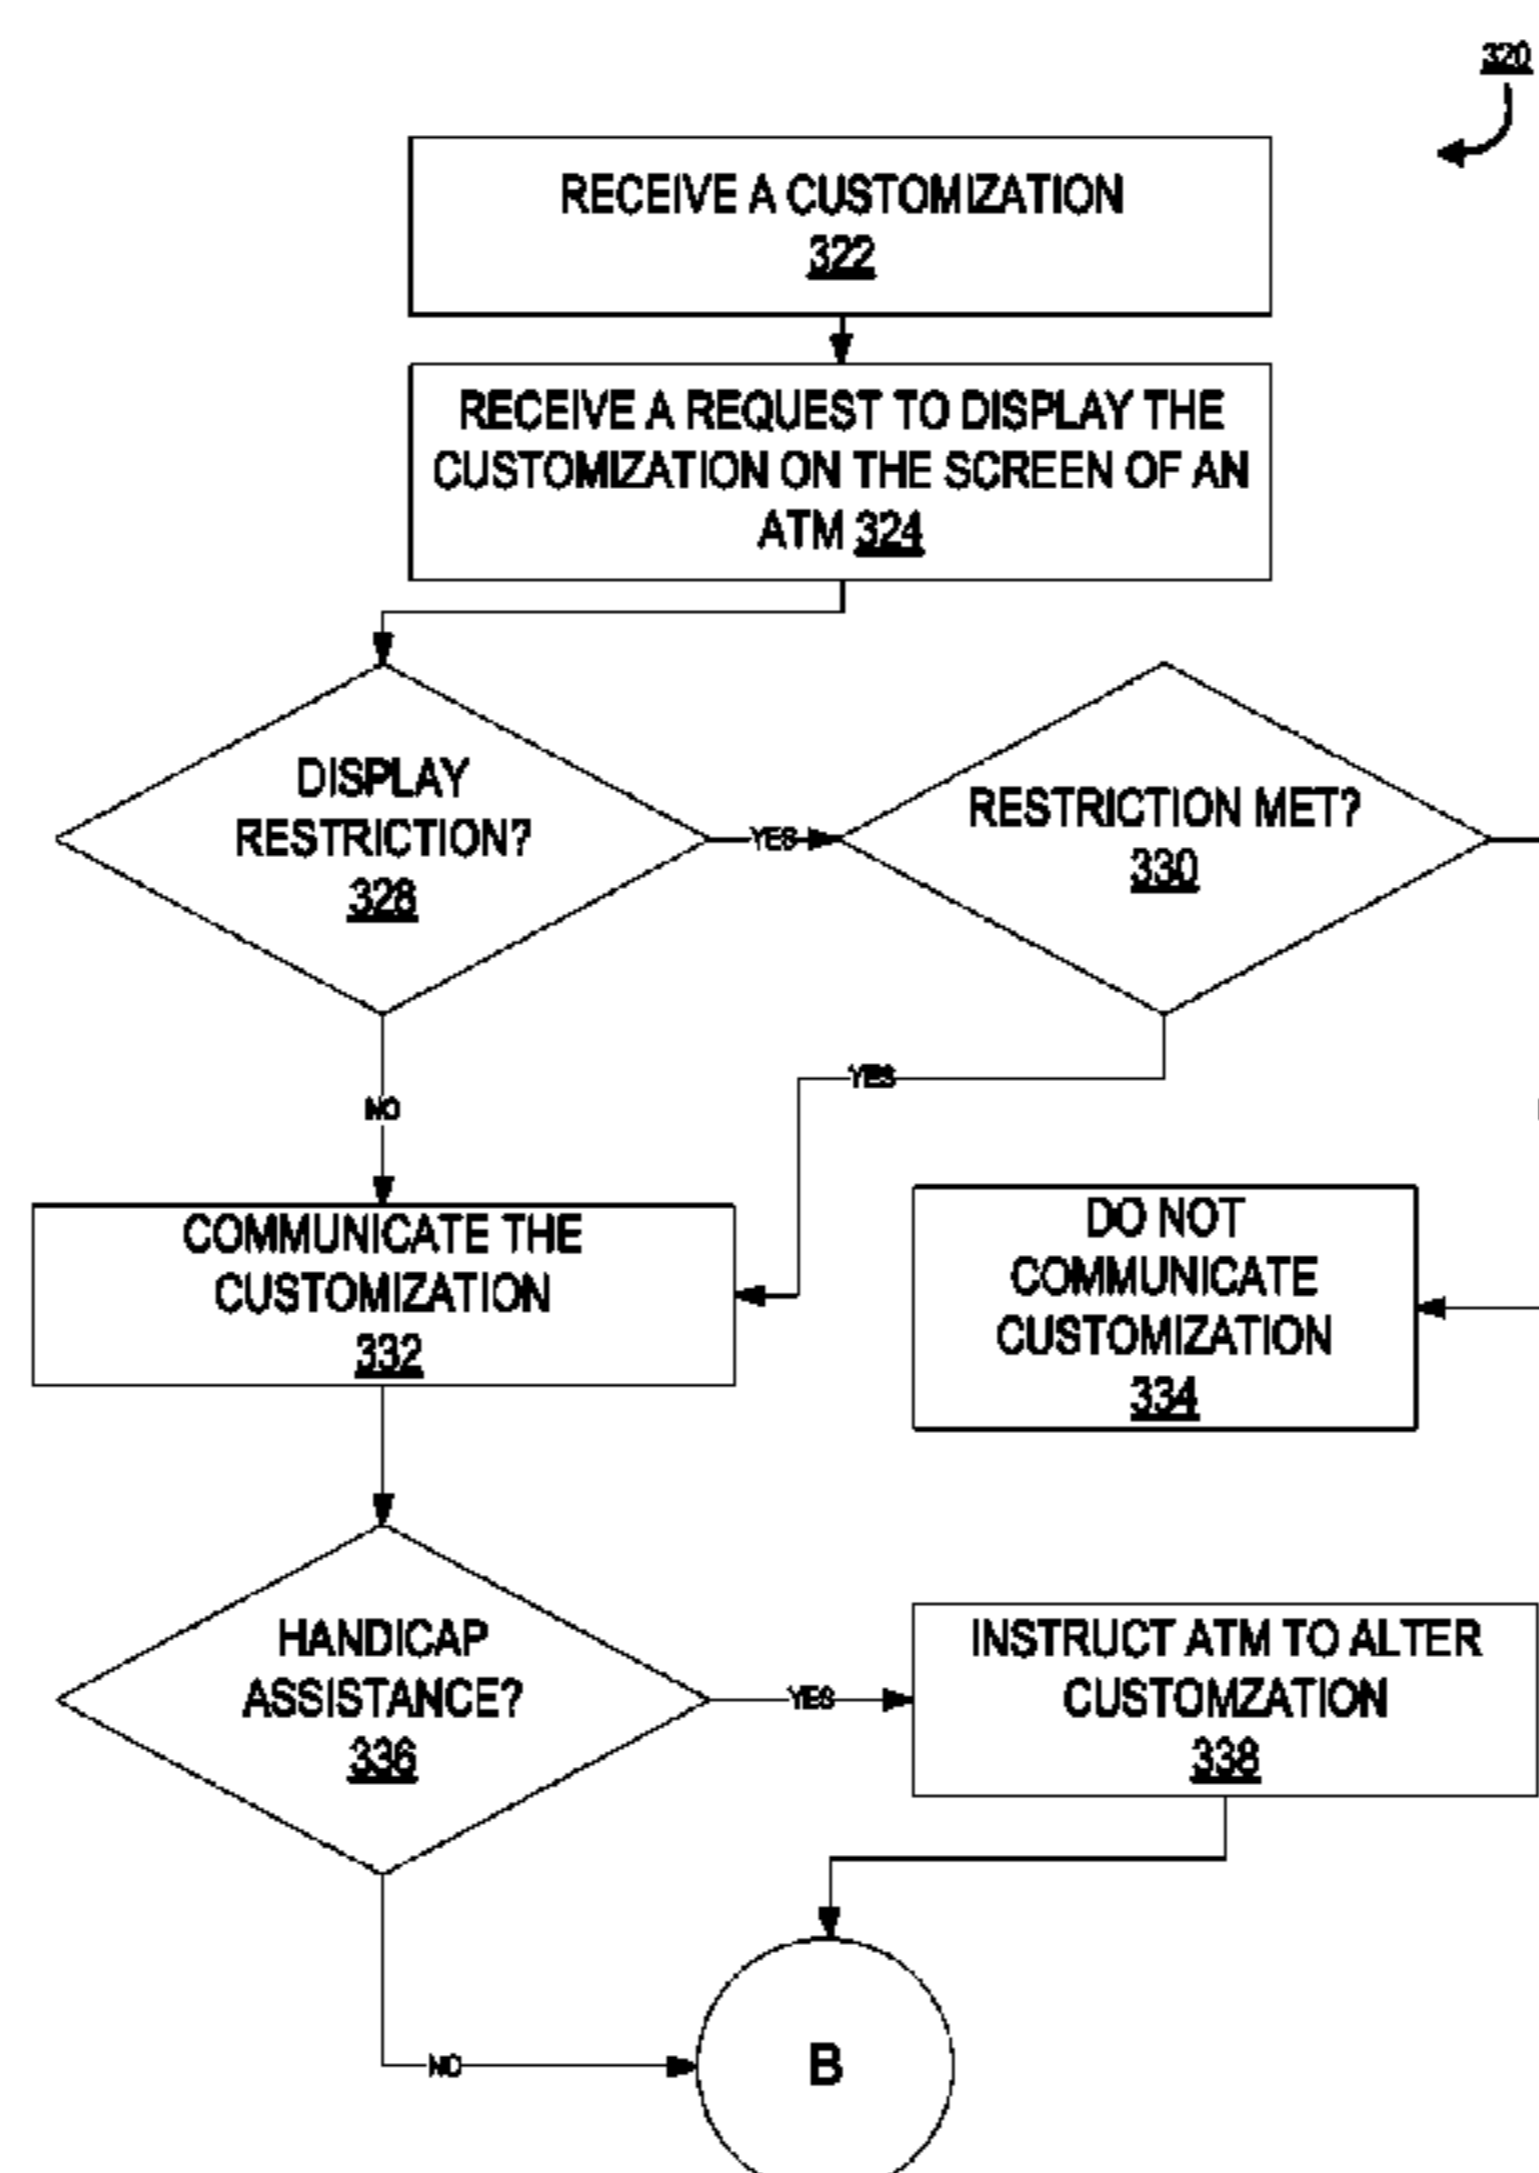 320
RECEIVE A CUSTOMIZATION
322
RECEIVE A REQUEST TO DISPLAY THE
CUSTOMIZATION ON THE SCREEN OF AN
ATM 324
DISPLAY
RESTRICTION?
328
YES
RESTRICTION MET?
330
YES
NO
COMMUNICATE THE
CUSTOMIZATION
332
DO NOT
COMMUNICATE
CUSTOMIZATION
334
HANDICAP
ASSISTANCE?
336
YES
INSTRUCT ATM TO ALTER
CUSTOMZATION
338
NO
B